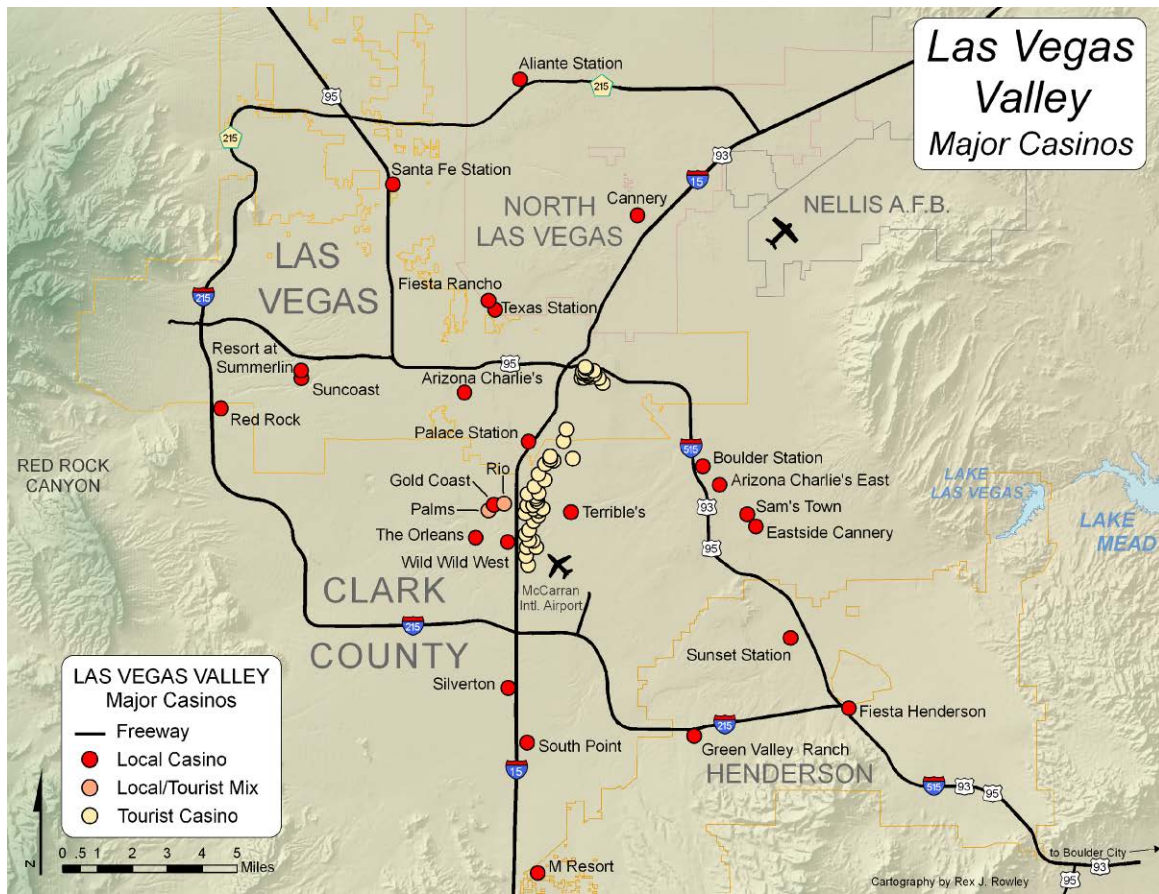 Las Vegas
Valley
Major Casinos
Aliante Station
95
215
215
93
15
Santa Fe Station
Cannery
NORTH
LAS VEGAS
NELLIS A.F.B.
LAS
VEGAS
Fiesta Rancho
Texas Station
215
Resort at
Summerlin
Suncoast
95
Arizona Charlie's
Red Rock
Palace Station
515
Boulder Station
Arizona Charlie's East
RED ROCK
CANYON
Rio
Gold Coast
Palms
Terrible's
93
Sam's Town
Eastside Cannery
LAKE
LAS VEGAS
LAKE
MEAD
The Orleans
Wild Wild West
95
McCarran
Intl. Airport
CLARK
COUNTY
215
Sunset Station
Silverton
Fiesta Henderson
215
South Point
Green Valley Ranch
HENDERSON
15
515
93
95
M Resort
to Boulder City
93
95
Cartography by Rex J. Rowley
LAS VEGAS VALLEY
Major Casinos
Freeway
Local Casino
Local/Tourist Mix
Tourist Casino
N
0 .5 1 2 3 4 5
Miles